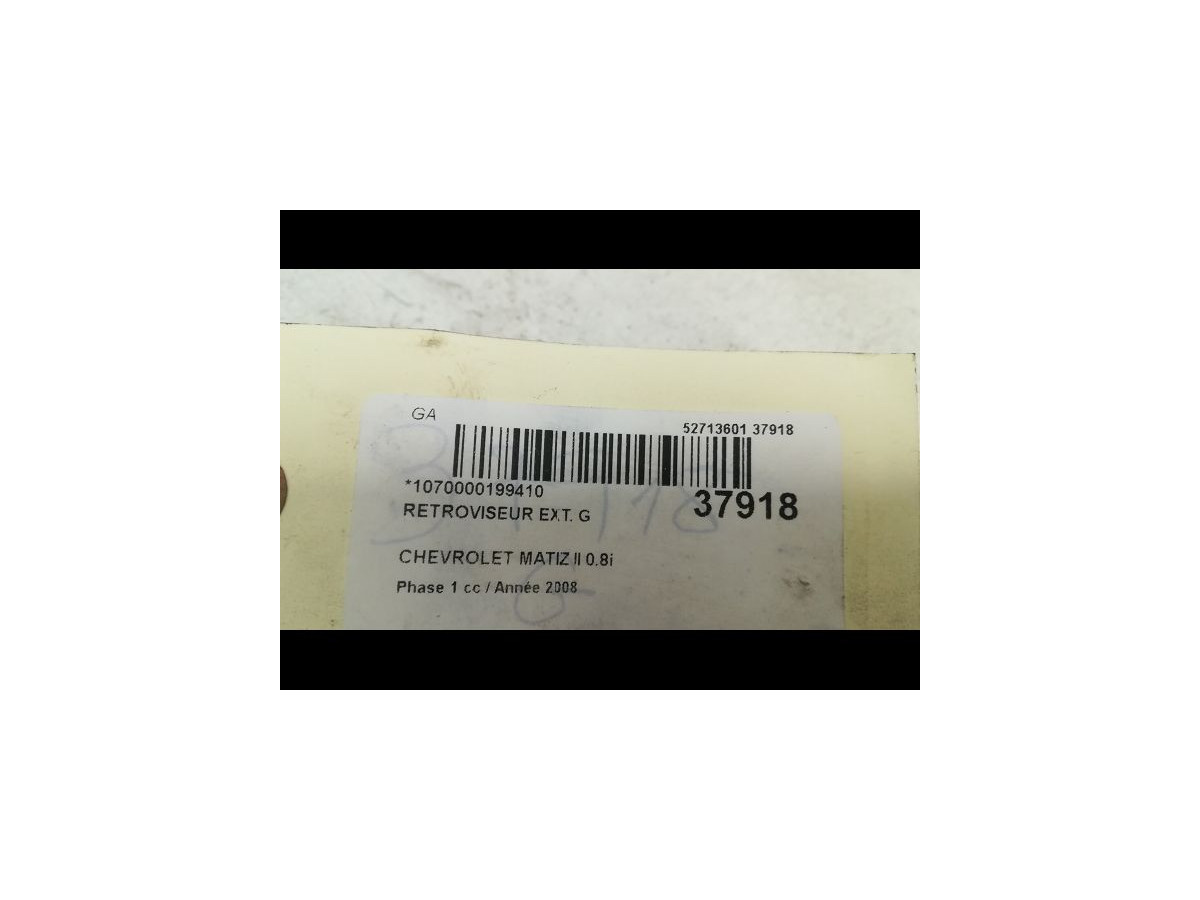 GA
52713601 37918
*1070000199410
37918
RETROVISEUR EXT. G
CHEVROLET MATIZ II 0.8i
Phase 1 cc / Année 2008